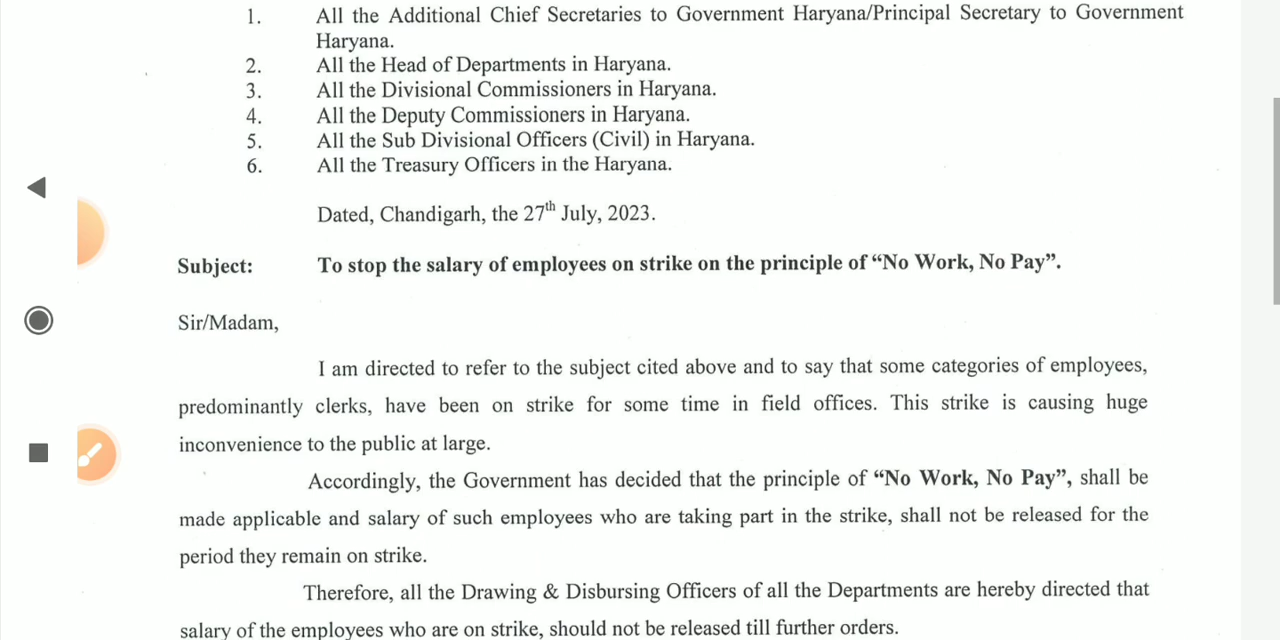 1. All the Additional Chief Secretaries to Government Haryana/Principal Secretary to Government
Haryana.
2. All the Head of Departments in Haryana.
3. All the Divisional Commissioners in Haryana.
4. All the Deputy Commissioners in Haryana.
5. All the Sub Divisional Officers (Civil) in Haryana.
6. All the Treasury Officers in the Haryana.
Dated, Chandigarh, the 27th July, 2023.
Subject: To stop the salary of employees on strike on the principle of “No Work, No Pay”.
Sir/Madam,
I am directed to refer to the subject cited above and to say that some categories of employees,
predominantly clerks, have been on strike for some time in field offices. This strike is causing huge
inconvenience to the public at large.
Accordingly, the Government has decided that the principle of “No Work, No Pay”, shall be
made applicable and salary of such employees who are taking part in the strike, shall not be released for the
period they remain on strike.
Therefore, all the Drawing & Disbursing Officers of all the Departments are hereby directed that
salary of the employees who are on strike, should not be released till further orders.